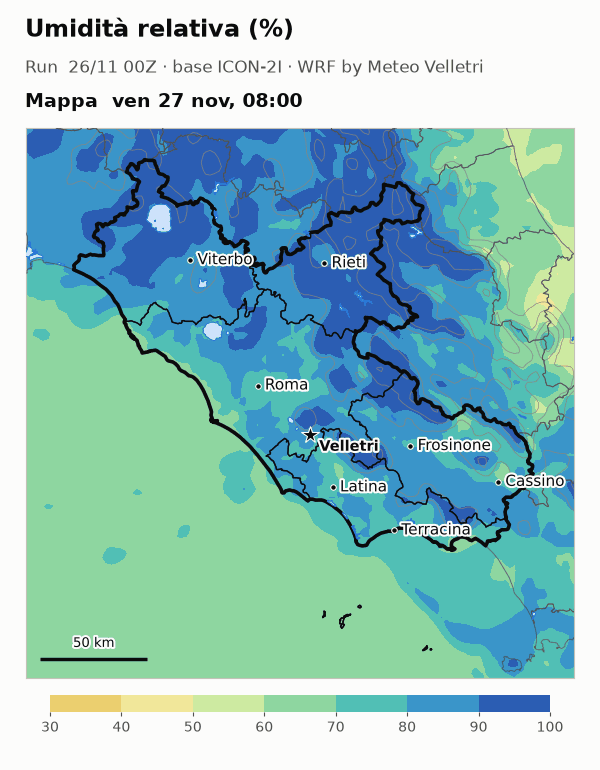 Umidità relativa (%)
Run  26/11 00Z · base ICON-2I · WRF by Meteo Velletri
Mappa  ven 27 nov, 08:00
Viterbo
Rieti
Roma
Velletri
Frosinone
Cassino
Latina
Terracina
50 km
30 40 50 60 70 80 90 100